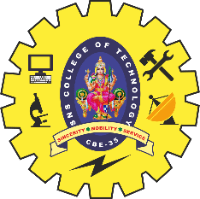 SNS COLLEGE OF TECHNOLOGY
SINCERITY • NOBILITY • SERVICE
CBE-35